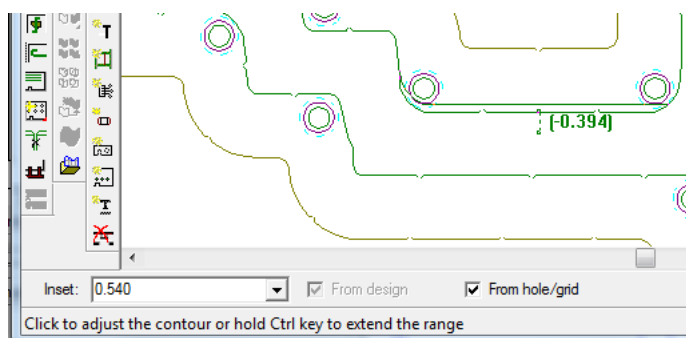 (-0.394)
Inset: 0.540 From design From hole/grid
Click to adjust the contour or hold Ctrl key to extend the range